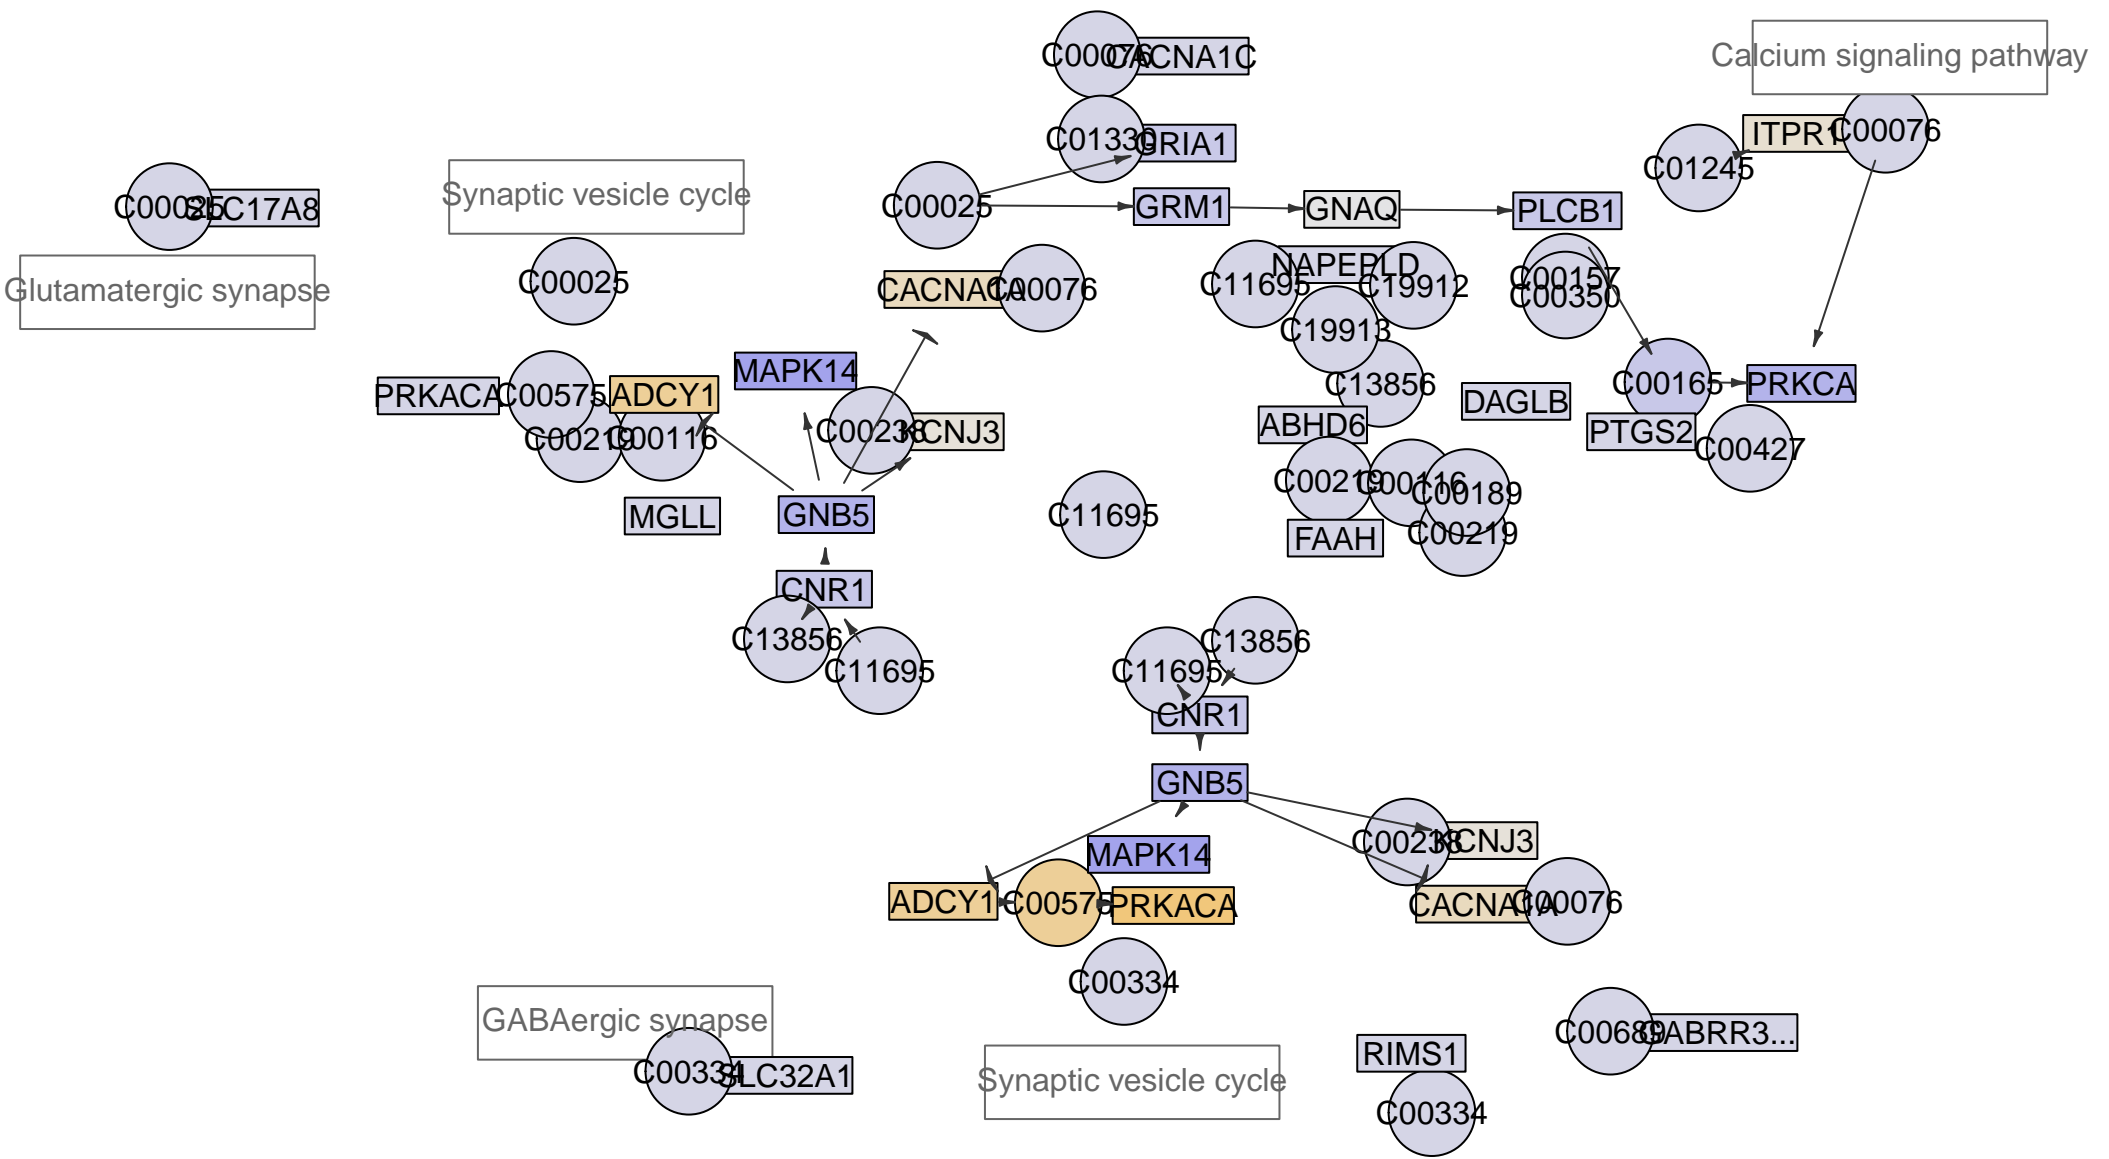 C00076
CACNA1C
Calcium signaling pathway
C01330
GRIA1
ITPR1
C00076
C01245
C00025
SLC17A8
Synaptic vesicle cycle
C00025
GRM1
GNAQ
PLCB1
Glutamatergic synapse
C00025
CACNA1A
C00076
NAPEPLD
C11695
C19912
C00157
C00350
C19913
MAPK14
PRKACA
C00575
ADCY1
C13856
C00165
PRKCA
DAGLB
C00219
C00116
C00238
KCNJ3
ABHD6
PTGS2
C00427
C00219
C00116
C00189
MGLL
GNB5
C11695
FAAH
C00219
CNR1
C13856
C11695
C11695
C13856
CNR1
GNB5
MAPK14
C00238
KCNJ3
ADCY1
C00575
PRKACA
CACNA1A
C00076
C00334
GABAergic synapse
C00689
GABRR3...
C00334
SLC32A1
Synaptic vesicle cycle
RIMS1
C00334